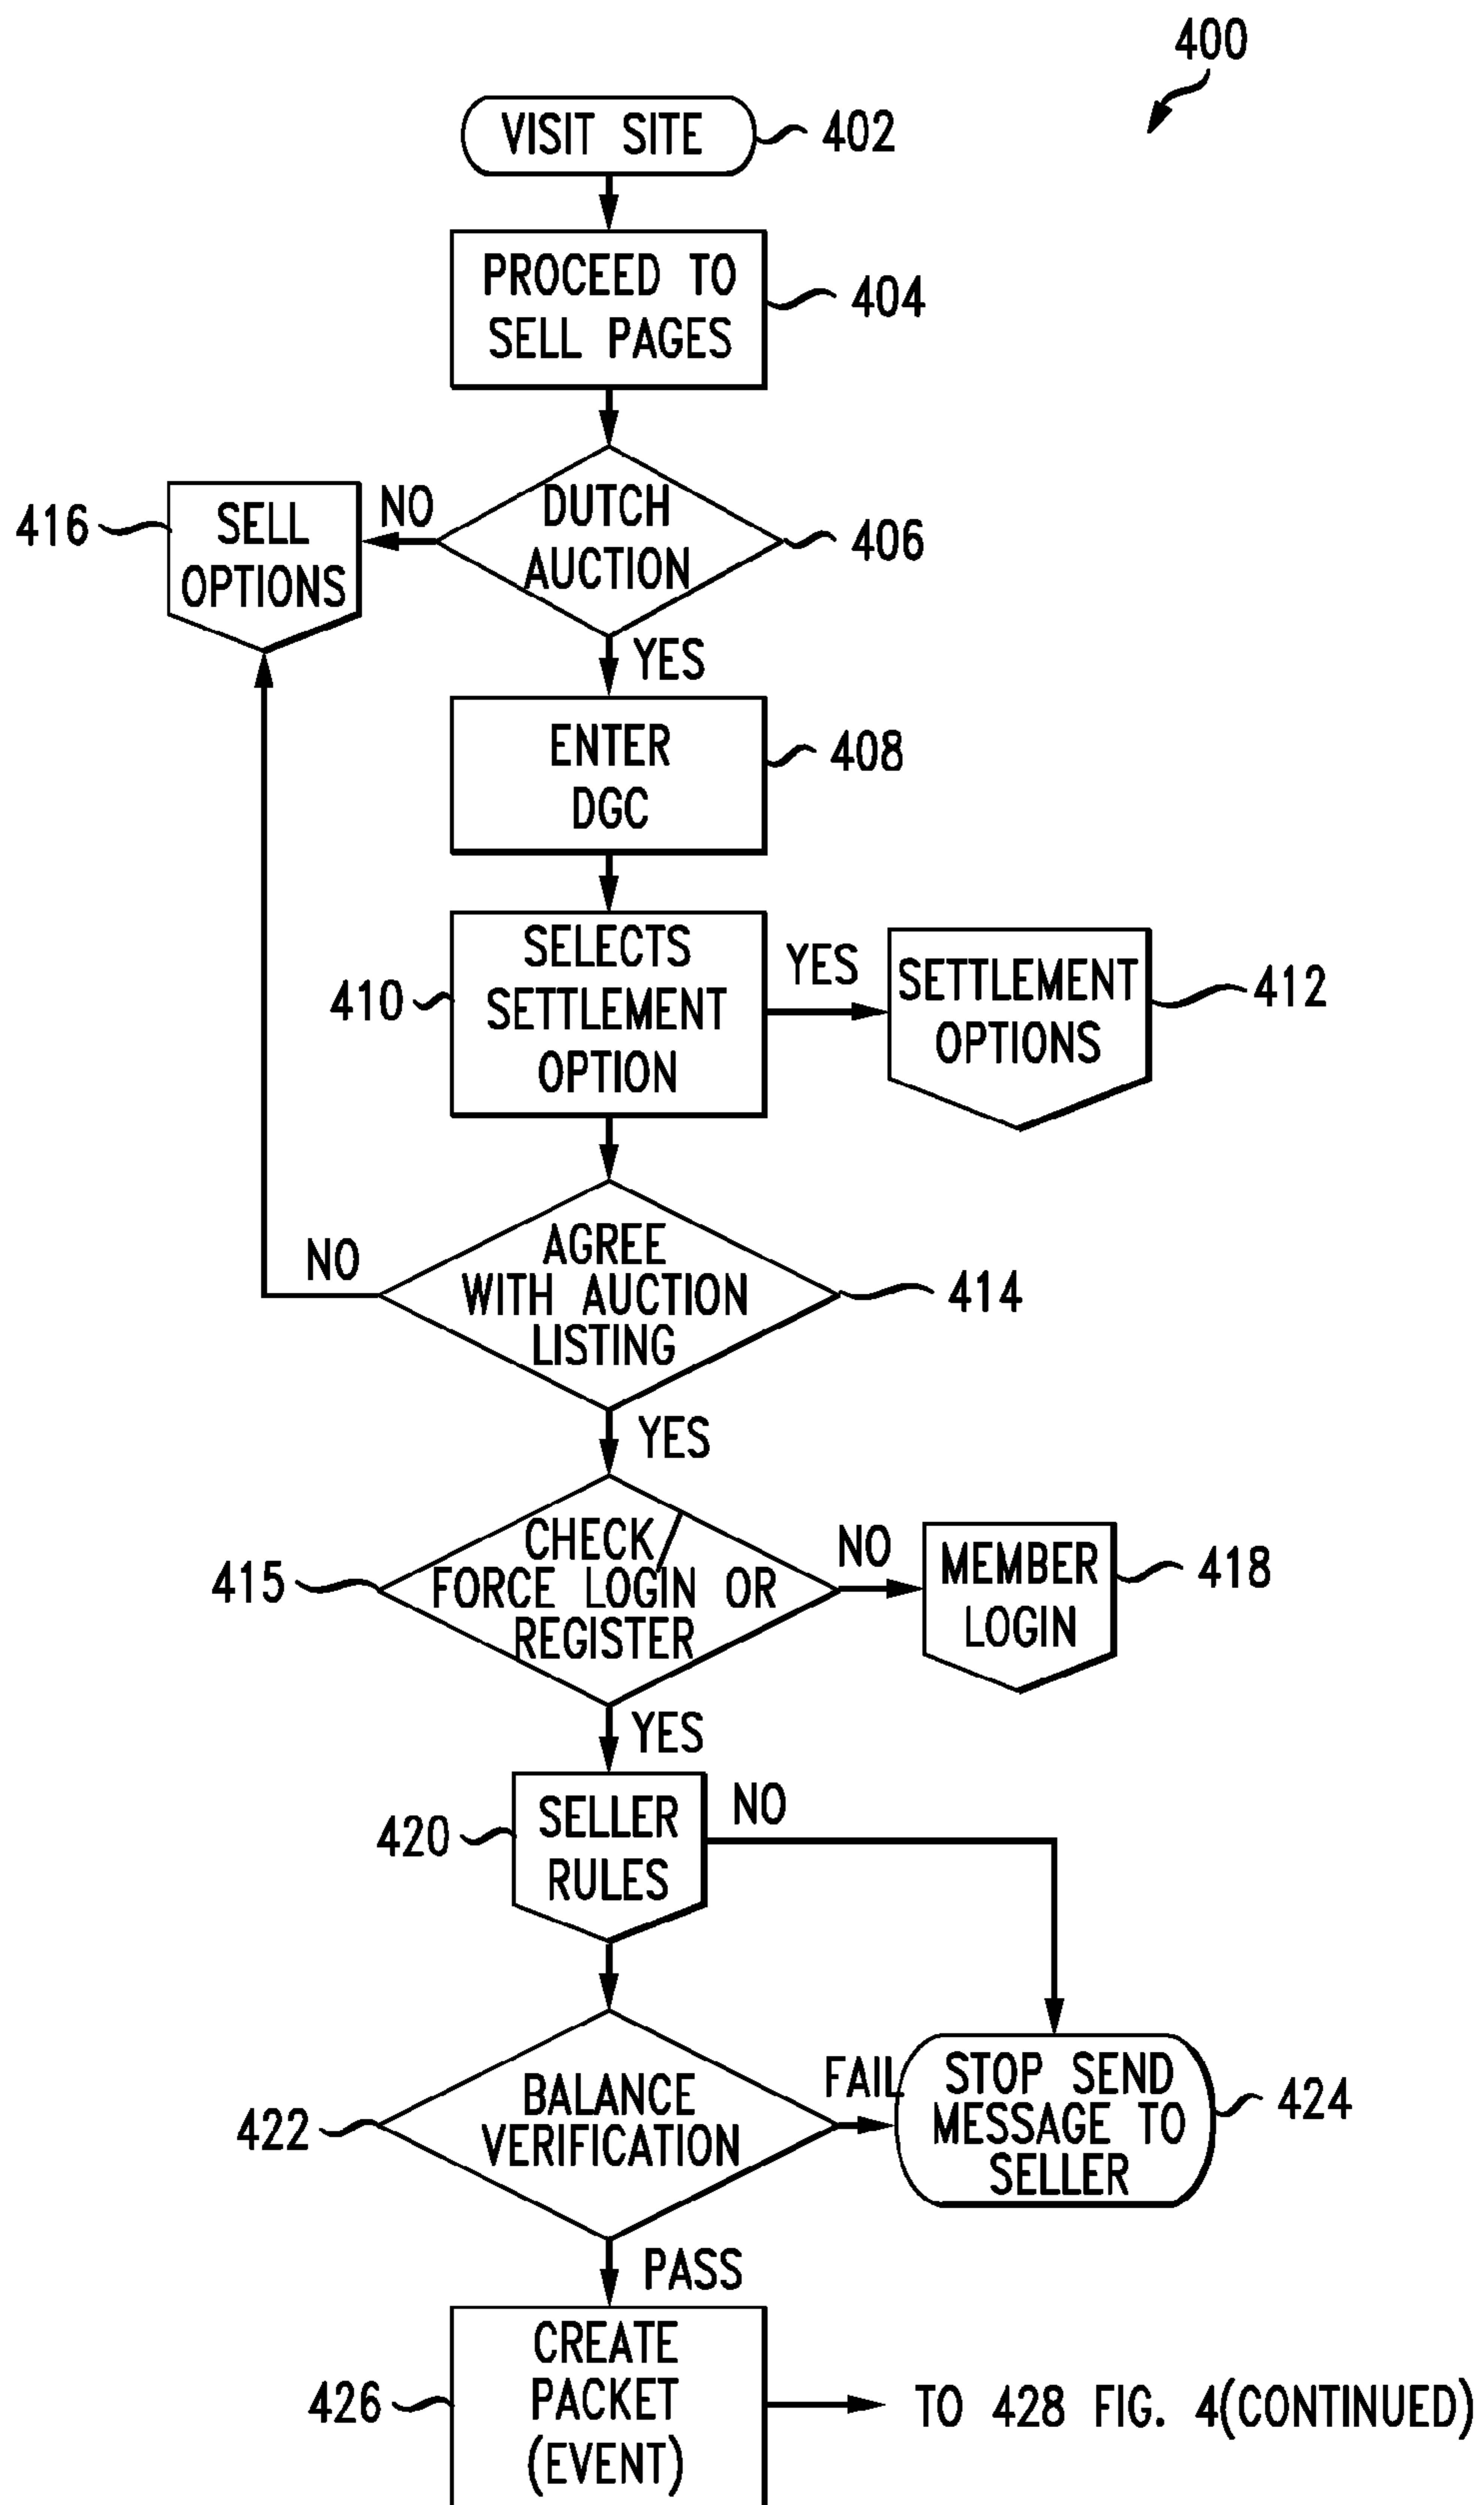 400
VISIT SITE
402
PROCEED TO
SELL PAGES
404
416
SELL
OPTIONS
NO
DUTCH
AUCTION
406
YES
ENTER
DGC
408
410
SELECTS
SETTLEMENT
OPTION
YES
SETTLEMENT
OPTIONS
412
NO
AGREE
WITH AUCTION
LISTING
414
YES
415
CHECK/
FORCE LOGIN OR
REGISTER
NO
MEMBER
LOGIN
418
YES
420
SELLER
RULES
NO
422
BALANCE
VERIFICATION
FAIL
STOP SEND
MESSAGE TO
SELLER
424
PASS
426
CREATE
PACKET
(EVENT)
TO 428 FIG. 4(CONTINUED)